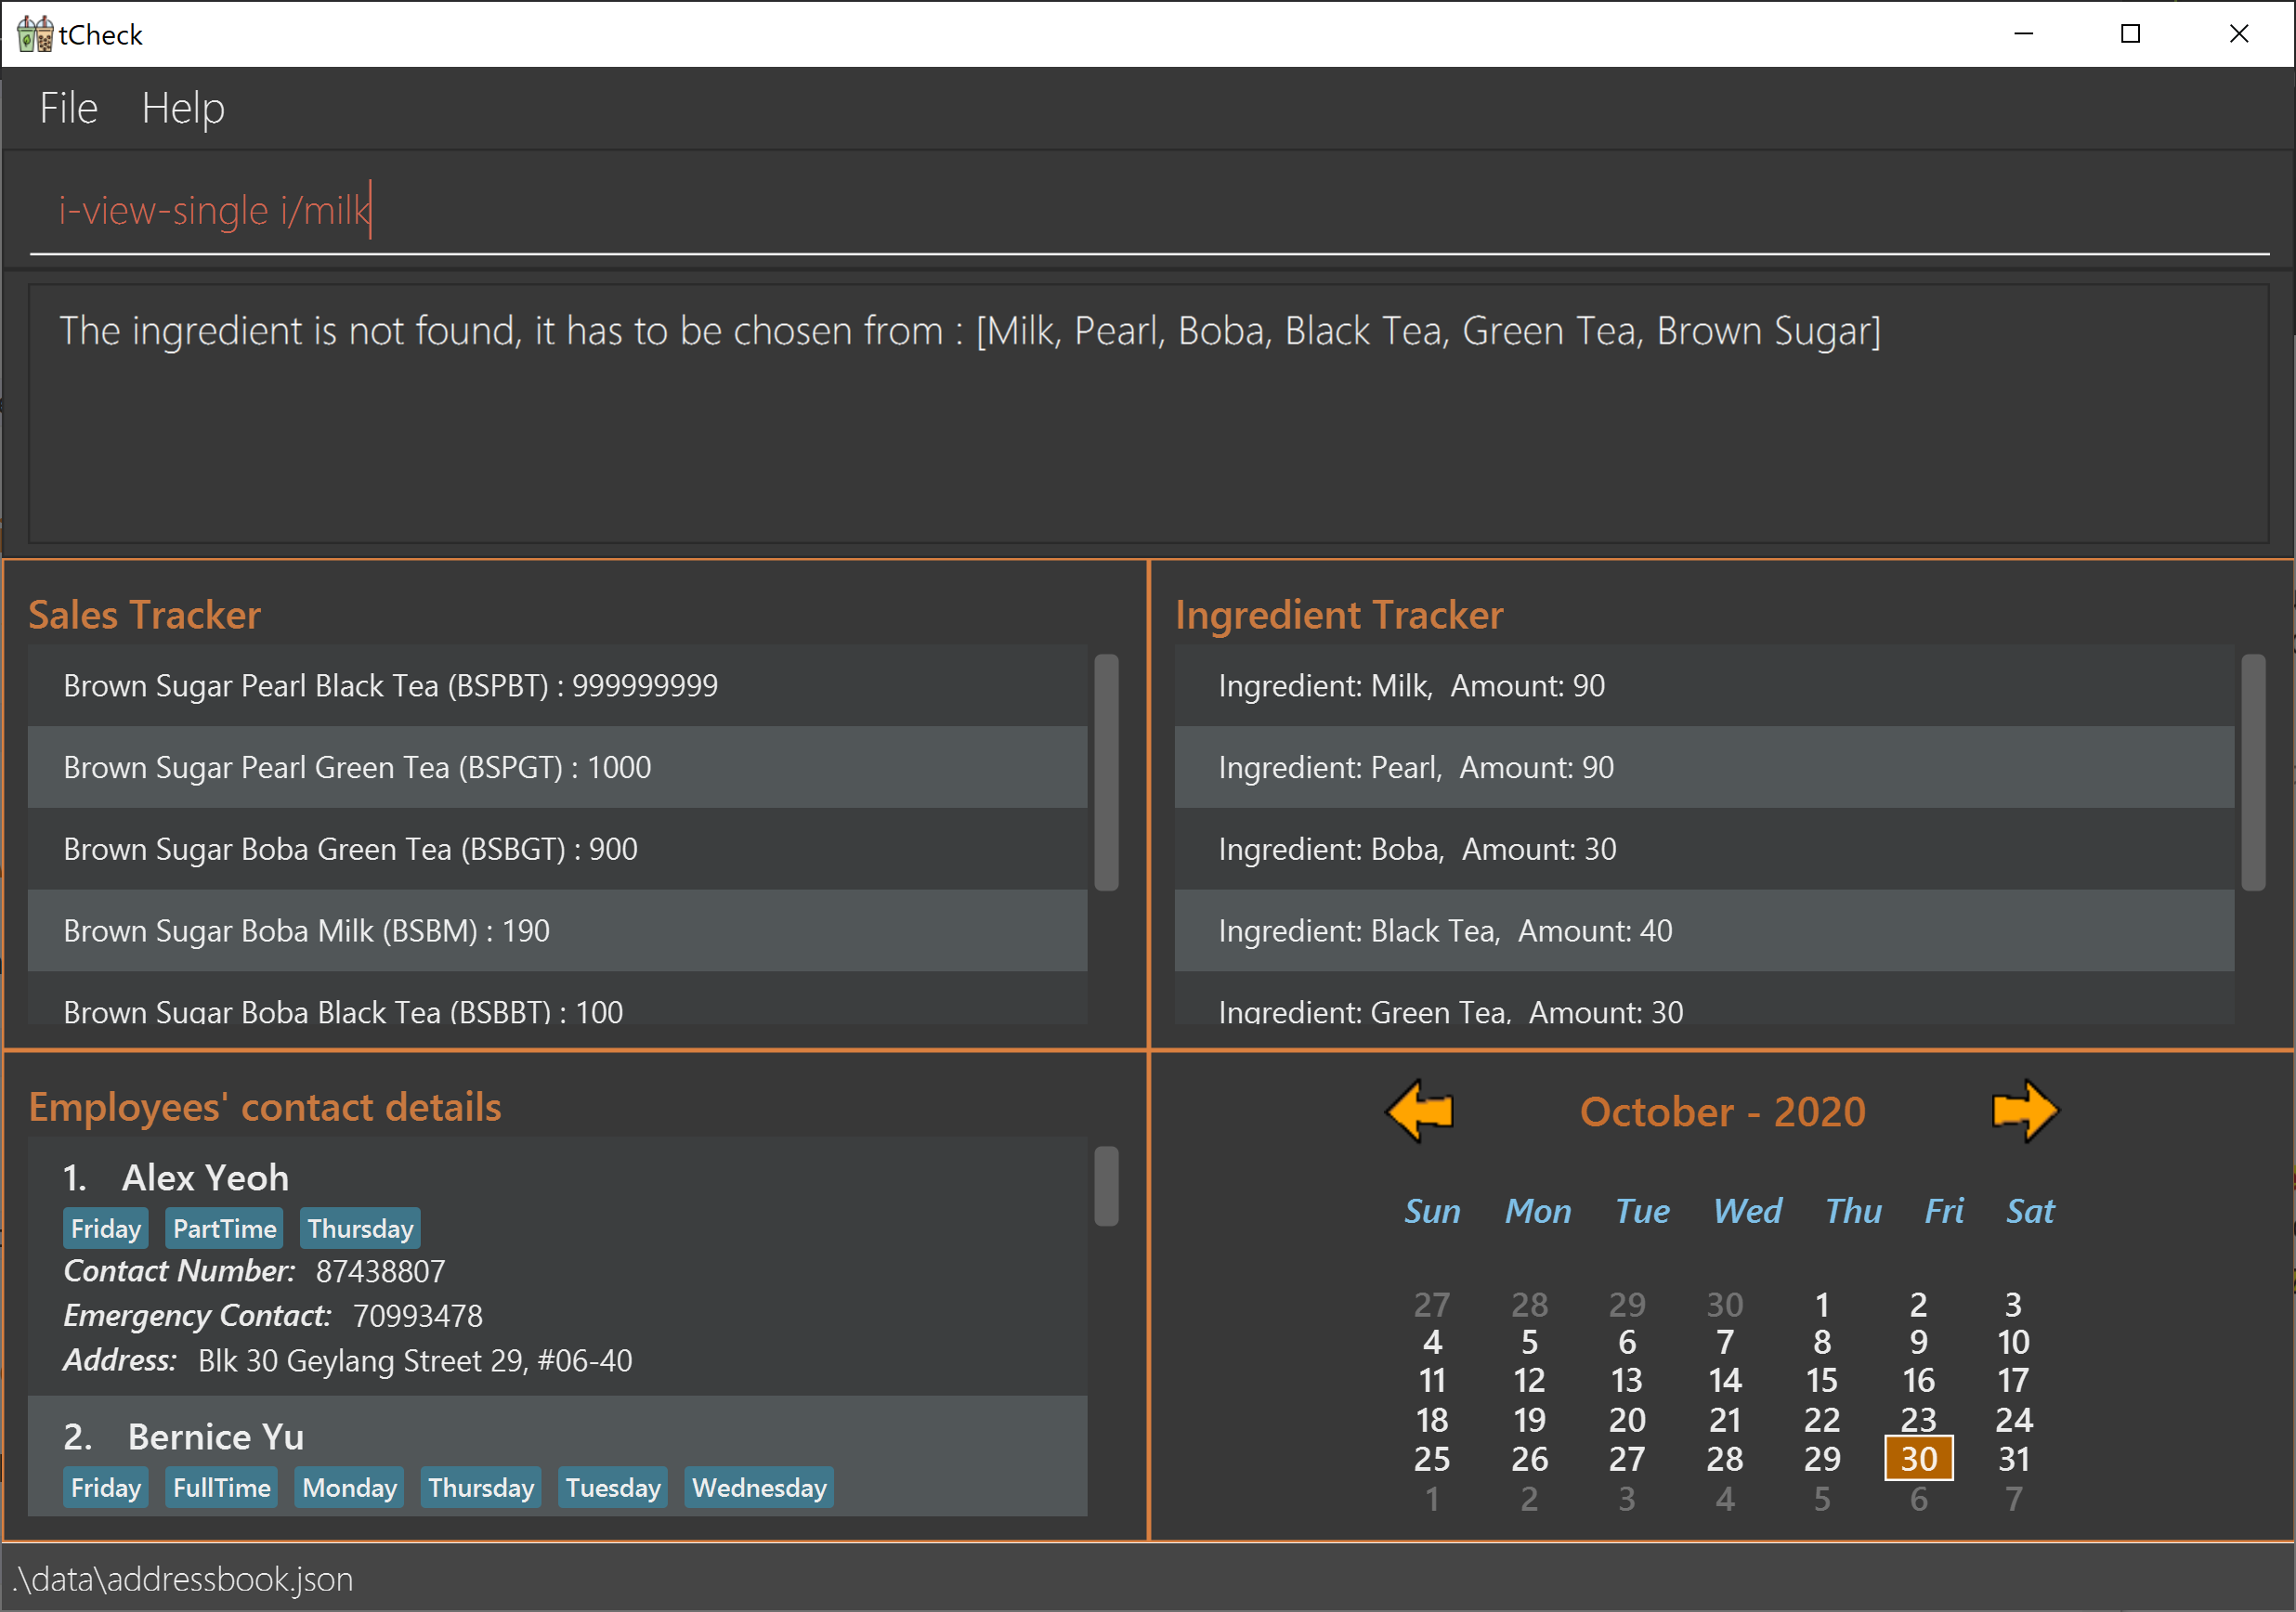 tCheck
File Help
i-view-single i/milk
The ingredient is not found, it has to be chosen from : [Milk, Pearl, Boba, Black Tea, Green Tea, Brown Sugar]
Sales Tracker
Brown Sugar Pearl Black Tea (BSPBT) : 999999999
Brown Sugar Pearl Green Tea (BSPGT) : 1000
Brown Sugar Boba Green Tea (BSBGT) : 900
Brown Sugar Boba Milk (BSBM) : 190
Brown Sugar Boba Black Tea (BSBBT) : 100
Ingredient Tracker
Ingredient: Milk, Amount: 90
Ingredient: Pearl, Amount: 90
Ingredient: Boba, Amount: 30
Ingredient: Black Tea, Amount: 40
Ingredient: Green Tea, Amount: 30
Employees' contact details
1. Alex Yeoh
Friday PartTime Thursday
Contact Number: 87438807
Emergency Contact: 70993478
Address: Blk 30 Geylang Street 29, #06-40
2. Bernice Yu
Friday FullTime Monday Thursday Tuesday Wednesday
October - 2020
Sun Mon Tue Wed Thu Fri Sat
27 28 29 30 1 2 3
4 5 6 7 8 9 10
11 12 13 14 15 16 17
18 19 20 21 22 23 24
25 26 27 28 29 30 31
1 2 3 4 5 6 7
.\data\addressbook.json